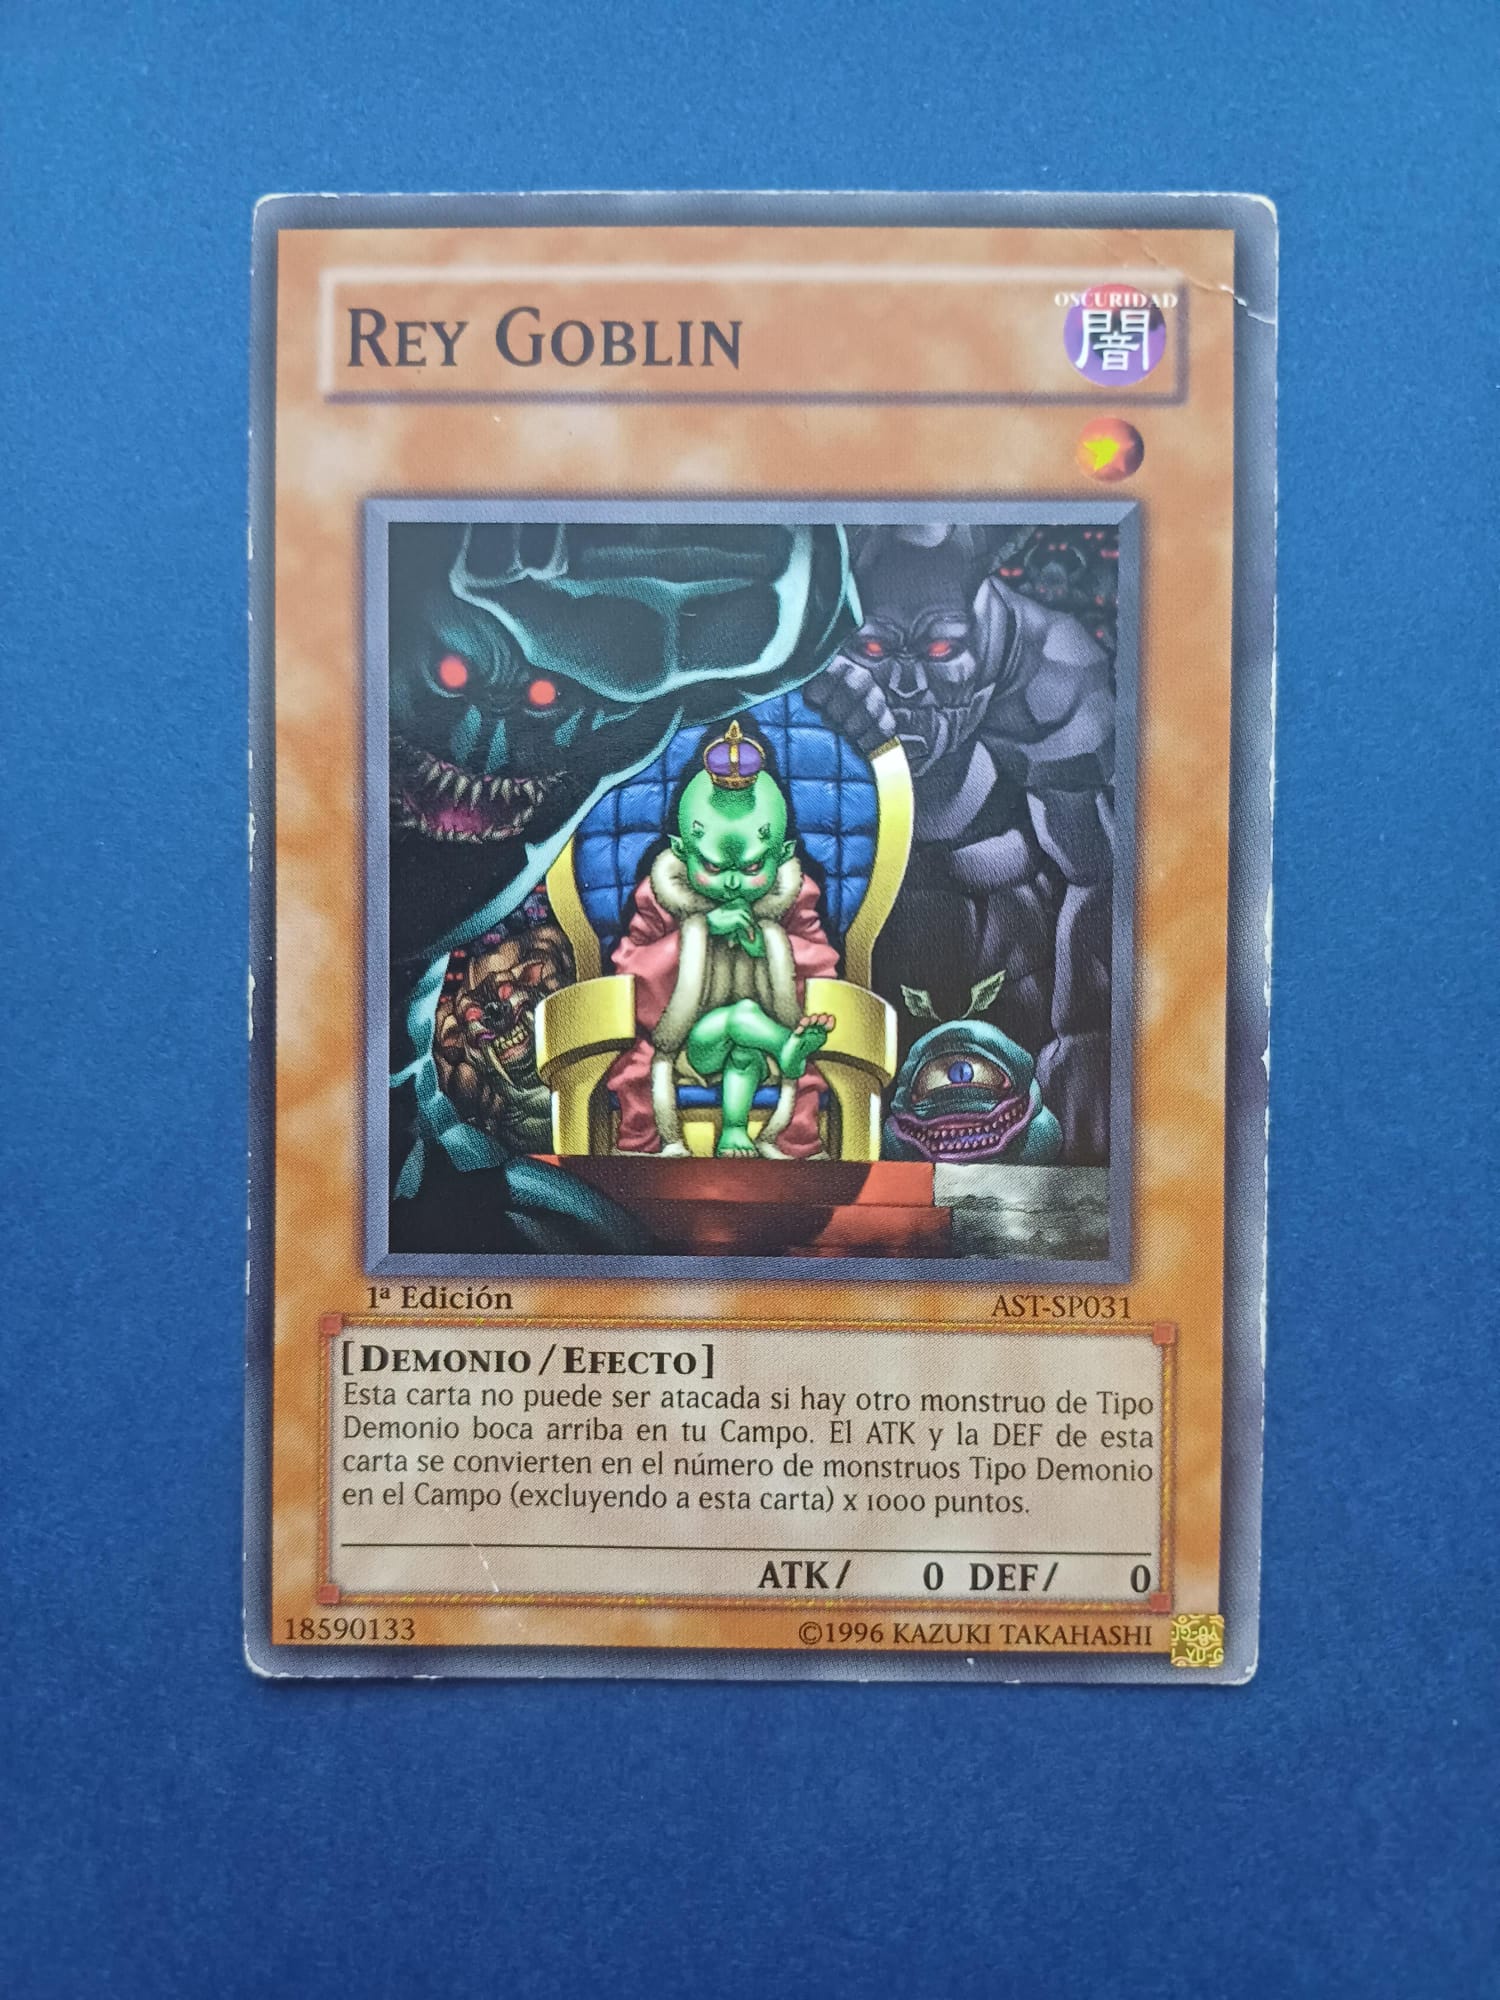 REY GOBLIN
OSCURIDAD
闇
1ª Edición
AST-SP031
[DEMONIO/EFECTO]
Esta carta no puede ser atacada si hay otro monstruo de Tipo
Demonio boca arriba en tu Campo. El ATK y la DEF de esta
carta se convierten en el número de monstruos Tipo Demonio
en el Campo (excluyendo a esta carta) x 1000 puntos.
ATK/ 0 DEF/ 0
18590133
©1996 KAZUKI TAKAHASHI